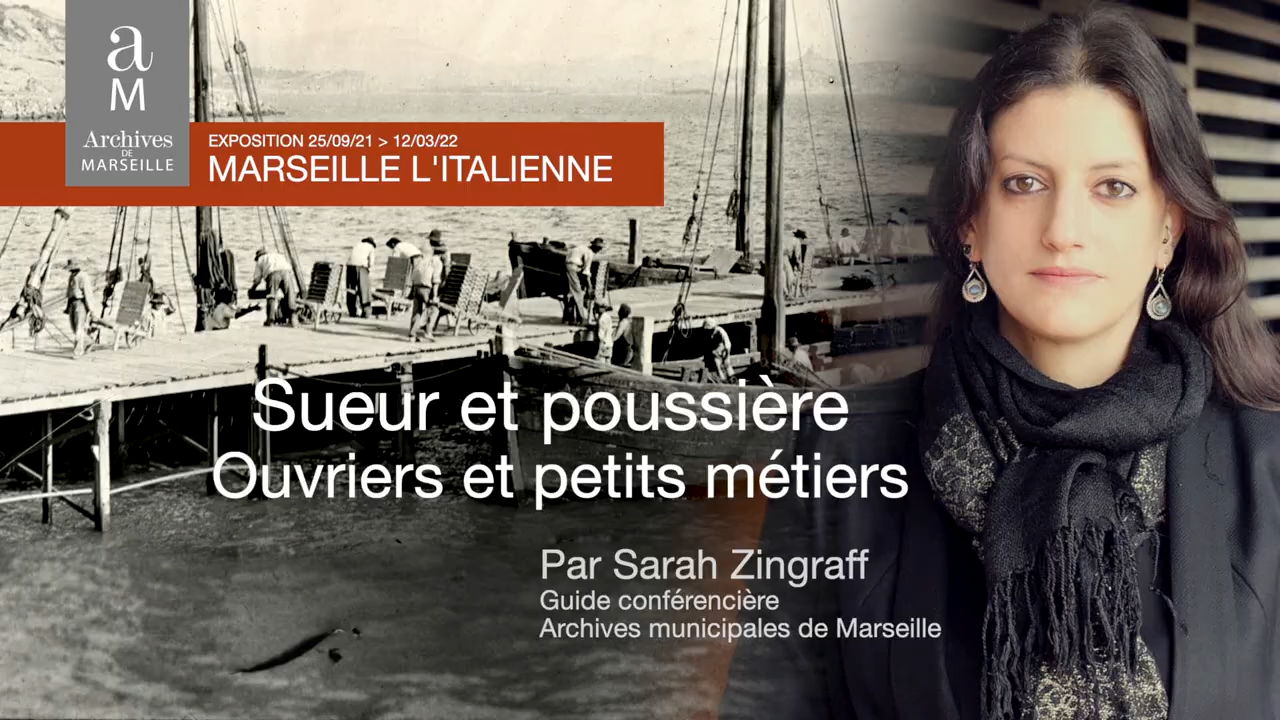 a
M
Archives
DE
MARSEILLE
EXPOSITION 25/09/21 > 12/03/22
MARSEILLE L'ITALIENNE
Sueur et poussière
Ouvriers et petits métiers
Par Sarah Zingraff
Guide conférencière
Archives municipales de Marseille